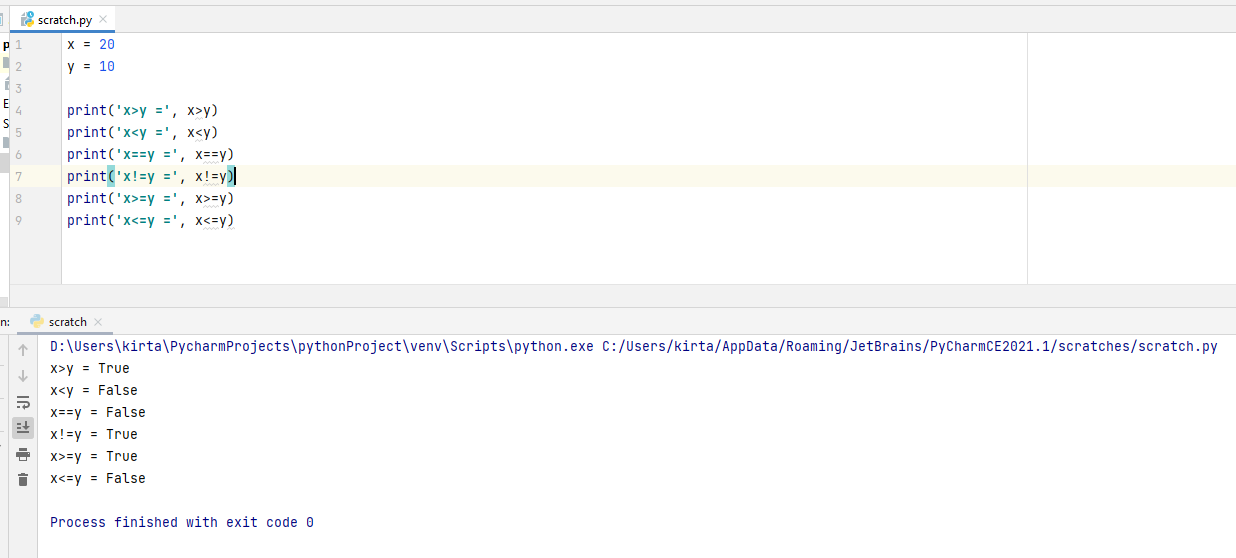 scratch.py
1 x = 20
2 y = 10
3
4 print('x>y =', x>y)
5 print('x<y =', x<y)
6 print('x==y =', x==y)
7 print('x!=y =', x!=y)
8 print('x>=y =', x>=y)
9 print('x<=y =', x<=y)
n: scratch
D:\Users\kirta\PycharmProjects\pythonProject\venv\Scripts\python.exe C:/Users/kirta/AppData/Roaming/JetBrains/PyCharmCE2021.1/scratches/scratch.py
x>y = True
x<y = False
x==y = False
x!=y = True
x>=y = True
x<=y = False
Process finished with exit code 0